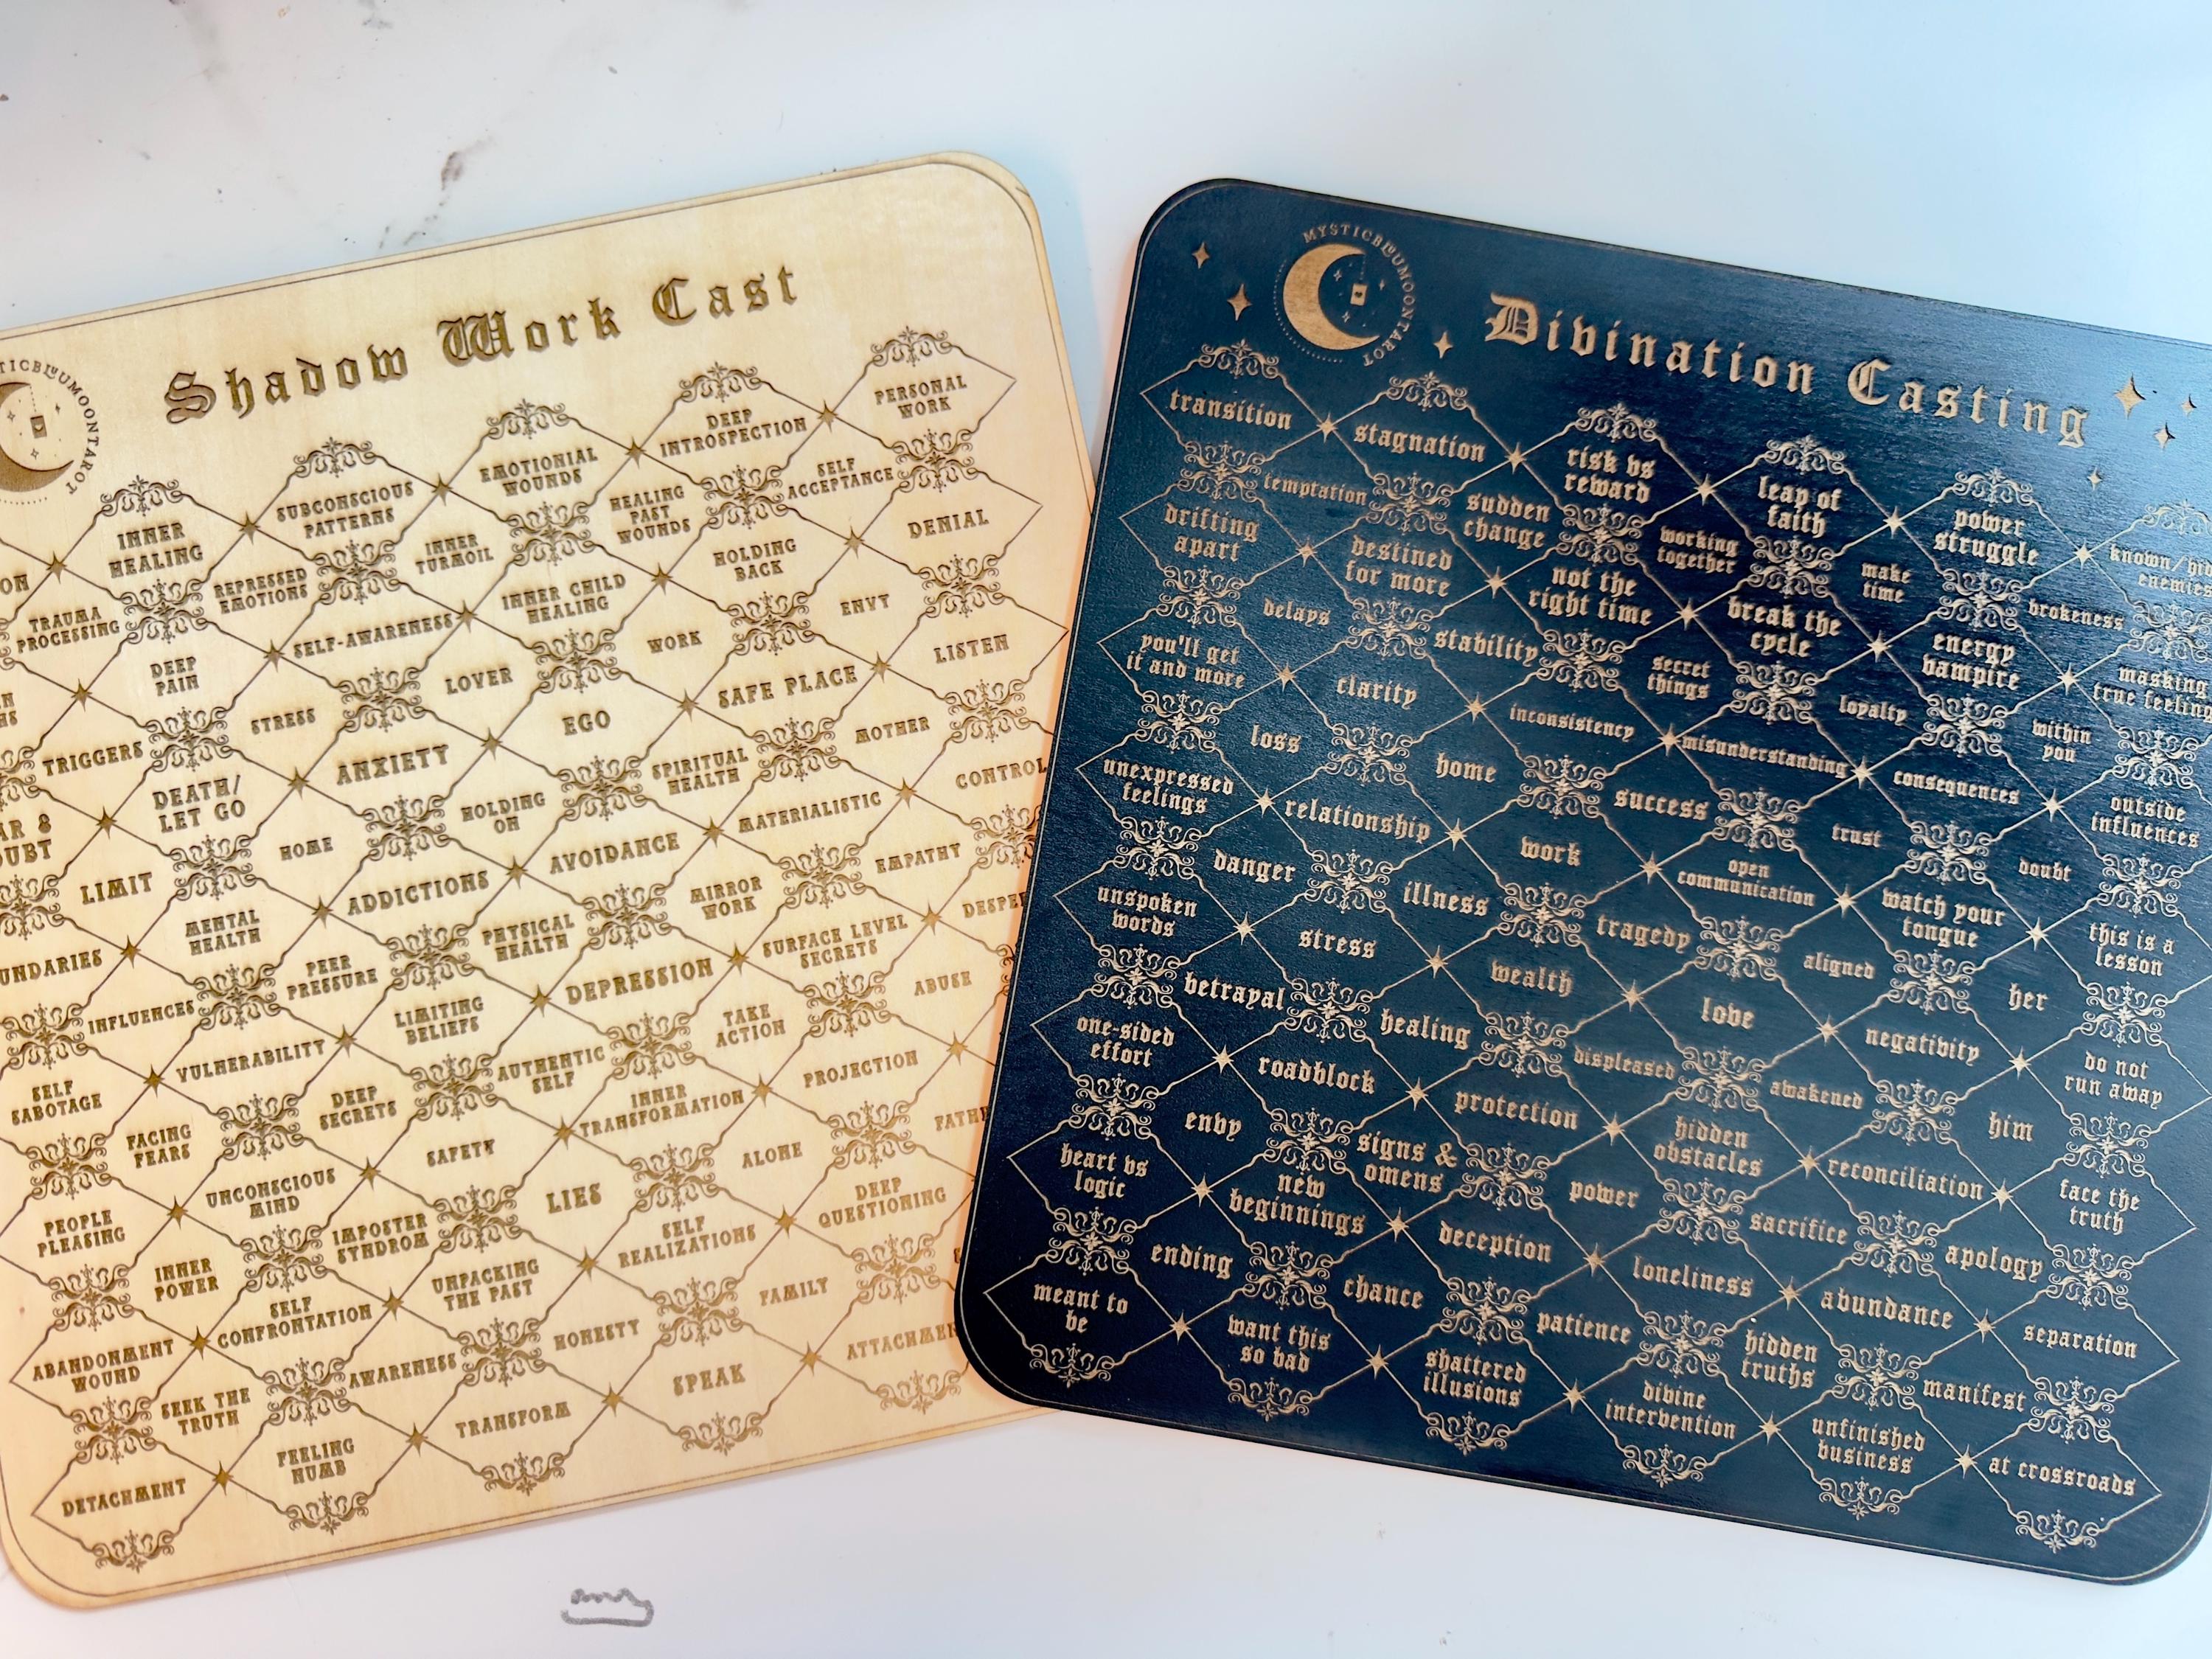 Shadow Work Cast
MYSTICBLUUMOONTAROT
PERSONAL
WORK
DEEP
INTROSPECTION
EMOTIONIAL
WOUNDS
SUBCONSCIOUS
PATTERNS
INNER
HEALING
SELF
ACCEPTANCE
HEALING
PAST
WOUNDS
INNER
TURMOIL
REPRESSED
EMOTIONS
TRAUMA
PROCESSING
DENIAL
HOLDING
BACK
INNER CHILD
HEALING
SELF-AWARENESS
DEEP
PAIN
ENVY
WORK
LOVER
STRESS
TRIGGERS
LISTEN
SAFE PLACE
EGO
ANXIETY
DEATH/
LET GO
MOTHER
SPIRITUAL
HEALTH
HOLDING
ON
HOME
LIMIT
CONTROL
MATERIALISTIC
AVOIDANCE
ADDICTIONS
MENTAL
HEALTH
UNDARIES
EMPATHY
MIRROR
WORK
PHYSICAL
HEALTH
PEER
PRESSURE
INFLUENCES
SURFACE LEVEL
SECRETS
DEPRESSION
LIMITING
BELIEFS
VULNERABILITY
SELF
SABOTAGE
ABUSE
TAKE
ACTION
AUTHENTIC
SELF
DEEP
SECRETS
FACING
FEARS
PROJECTION
INNER
TRANSFORMATION
SAFETY
UNCONSCIOUS
MIND
PEOPLE
PLEASING
ALONE
LIES
IMPOSTER
SYNDROM
INNER
POWER
DEEP
QUESTIONING
SELF
REALIZATIONS
UNPACKING
THE PAST
SELF
CONFRONTATION
ABANDONMENT
WOUND
FAMILY
HONESTY
AWARENESS
SEEK THE
TRUTH
ATTACHMEN
SPEAK
TRANSFORM
FEELING
NUMB
DETACHMENT
MYSTICBLUUMOONTAROT
Divination Casting
transition
stagnation
risk vs
reward
leap of
faith
power
struggle
known/hid
enemies
temptation
sudden
change
working
together
make
time
brokeness
drifting
apart
destined
for more
not the
right time
break the
cycle
energy
vampire
masking
true feeling
delays
stability
secret
things
loyalty
within
you
you'll get
it and more
clarity
inconsistency
misunderstanding
consequences
outside
influences
loss
home
success
trust
doubt
unexpressed
feelings
relationship
work
open
communication
watch your
tongue
this is a
lesson
danger
illness
tragedy
aligned
her
unspoken
words
stress
wealth
love
negativity
do not
run away
betrayal
healing
displeased
awakened
him
one-sided
effort
roadblock
protection
hidden
obstacles
reconciliation
face the
truth
envy
signs &
omens
power
sacrifice
apology
heart vs
logic
new
beginnings
deception
loneliness
abundance
separation
ending
chance
patience
hidden
truths
manifest
meant to
be
want this
so bad
shattered
illusions
divine
intervention
unfinished
business
at crossroads